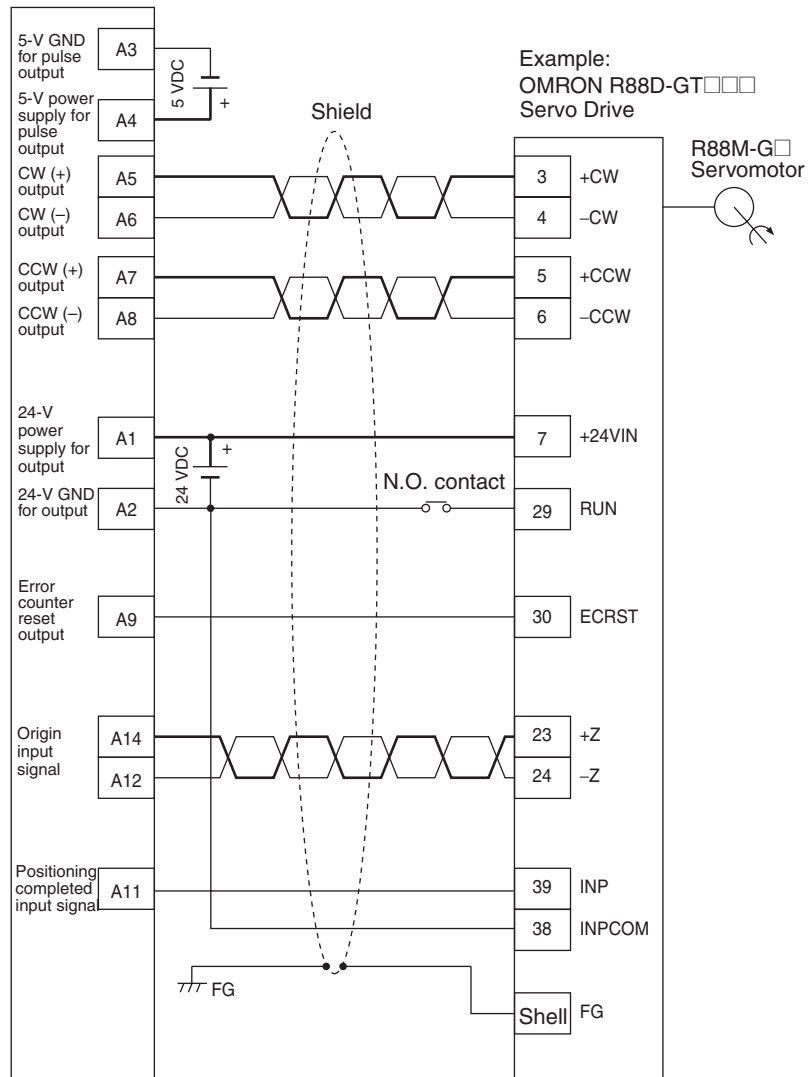 5-V GND
for pulse
output
A3
5 VDC
+
5-V power
supply for
pulse
output
A4
Shield
Example:
OMRON R88D-GT□□□
Servo Drive
R88M-G□
Servomotor
CW (+)
output
A5
3
+CW
CW (–)
output
A6
4
–CW
CCW (+)
output
A7
5
+CCW
CCW (–)
output
A8
6
–CCW
24-V
power
supply for
output
A1
+
24 VDC
7
+24VIN
24-V GND
for output
A2
N.O. contact
29
RUN
Error
counter
reset
output
A9
30
ECRST
Origin
input
signal
A14
23
+Z
A12
24
–Z
Positioning
completed
input signal
A11
39
INP
38
INPCOM
FG
Shell
FG